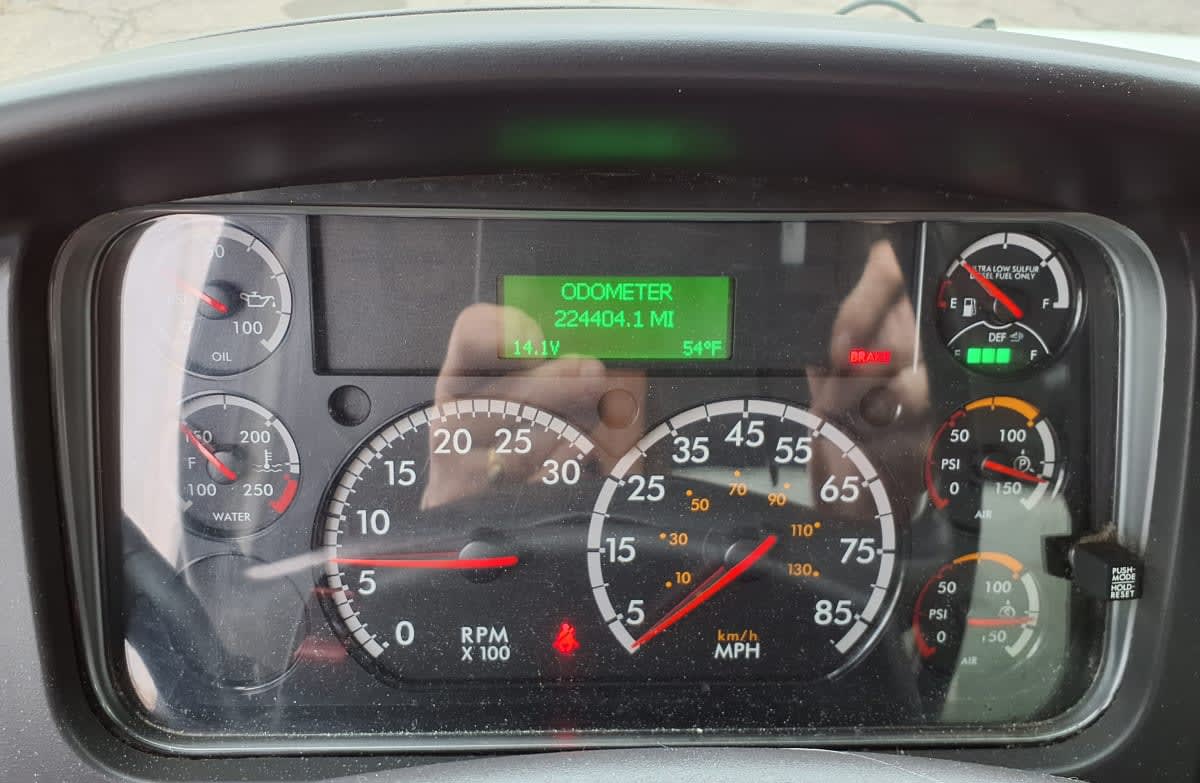 ODOMETER
224404.1 MI
14.1V 54°F
BRAKE
100
OIL
ULTRA LOW SULFUR
DIESEL FUEL ONLY
E F
DEF
F
150 200
F
100 250
WATER
0 5 10 15 20 25 30
RPM
X 100
5 15 25 35 45 55 65 75 85
10 30 50 70 90 110 130
km/h
MPH
50 100
PSI
0 150
AIR
50 100
PSI
0 150
AIR
PUSH-
MODE
HOLD-
RESET